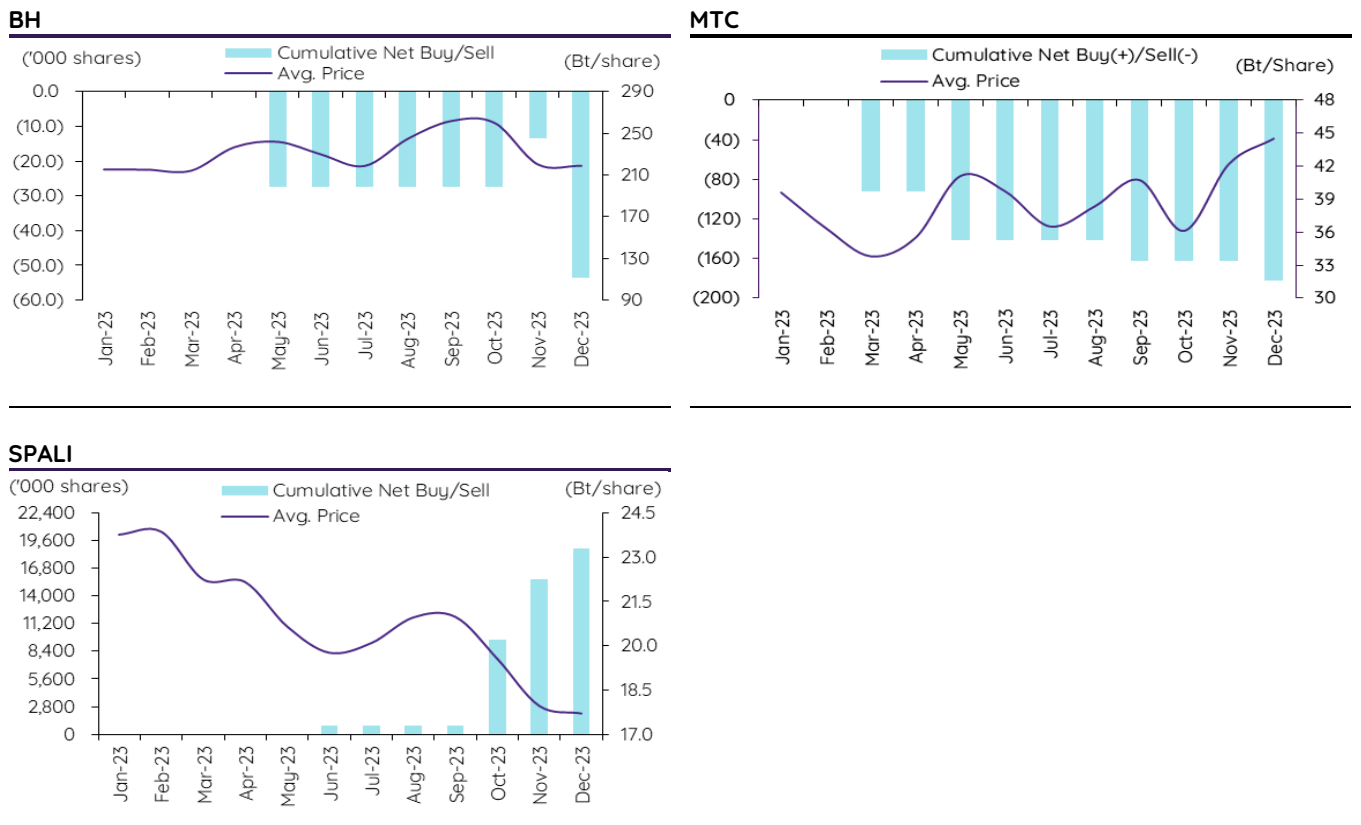 BH
('000 shares)
Cumulative Net Buy/Sell
Avg. Price
(Bt/share)
0.0
(10.0)
(20.0)
(30.0)
(40.0)
(50.0)
(60.0)
290
250
210
170
130
90
Jan-23
Feb-23
Mar-23
Apr-23
May-23
Jun-23
Jul-23
Aug-23
Sep-23
Oct-23
Nov-23
Dec-23
MTC
Cumulative Net Buy(+)/Sell(-)
Avg. Price
(Bt/Share)
0
(40)
(80)
(120)
(160)
(200)
48
45
42
39
36
33
30
Jan-23
Feb-23
Mar-23
Apr-23
May-23
Jun-23
Jul-23
Aug-23
Sep-23
Oct-23
Nov-23
Dec-23
SPALI
('000 shares)
Cumulative Net Buy/Sell
Avg. Price
(Bt/share)
22,400
19,600
16,800
14,000
11,200
8,400
5,600
2,800
0
24.5
23.0
21.5
20.0
18.5
17.0
Jan-23
Feb-23
Mar-23
Apr-23
May-23
Jun-23
Jul-23
Aug-23
Sep-23
Oct-23
Nov-23
Dec-23